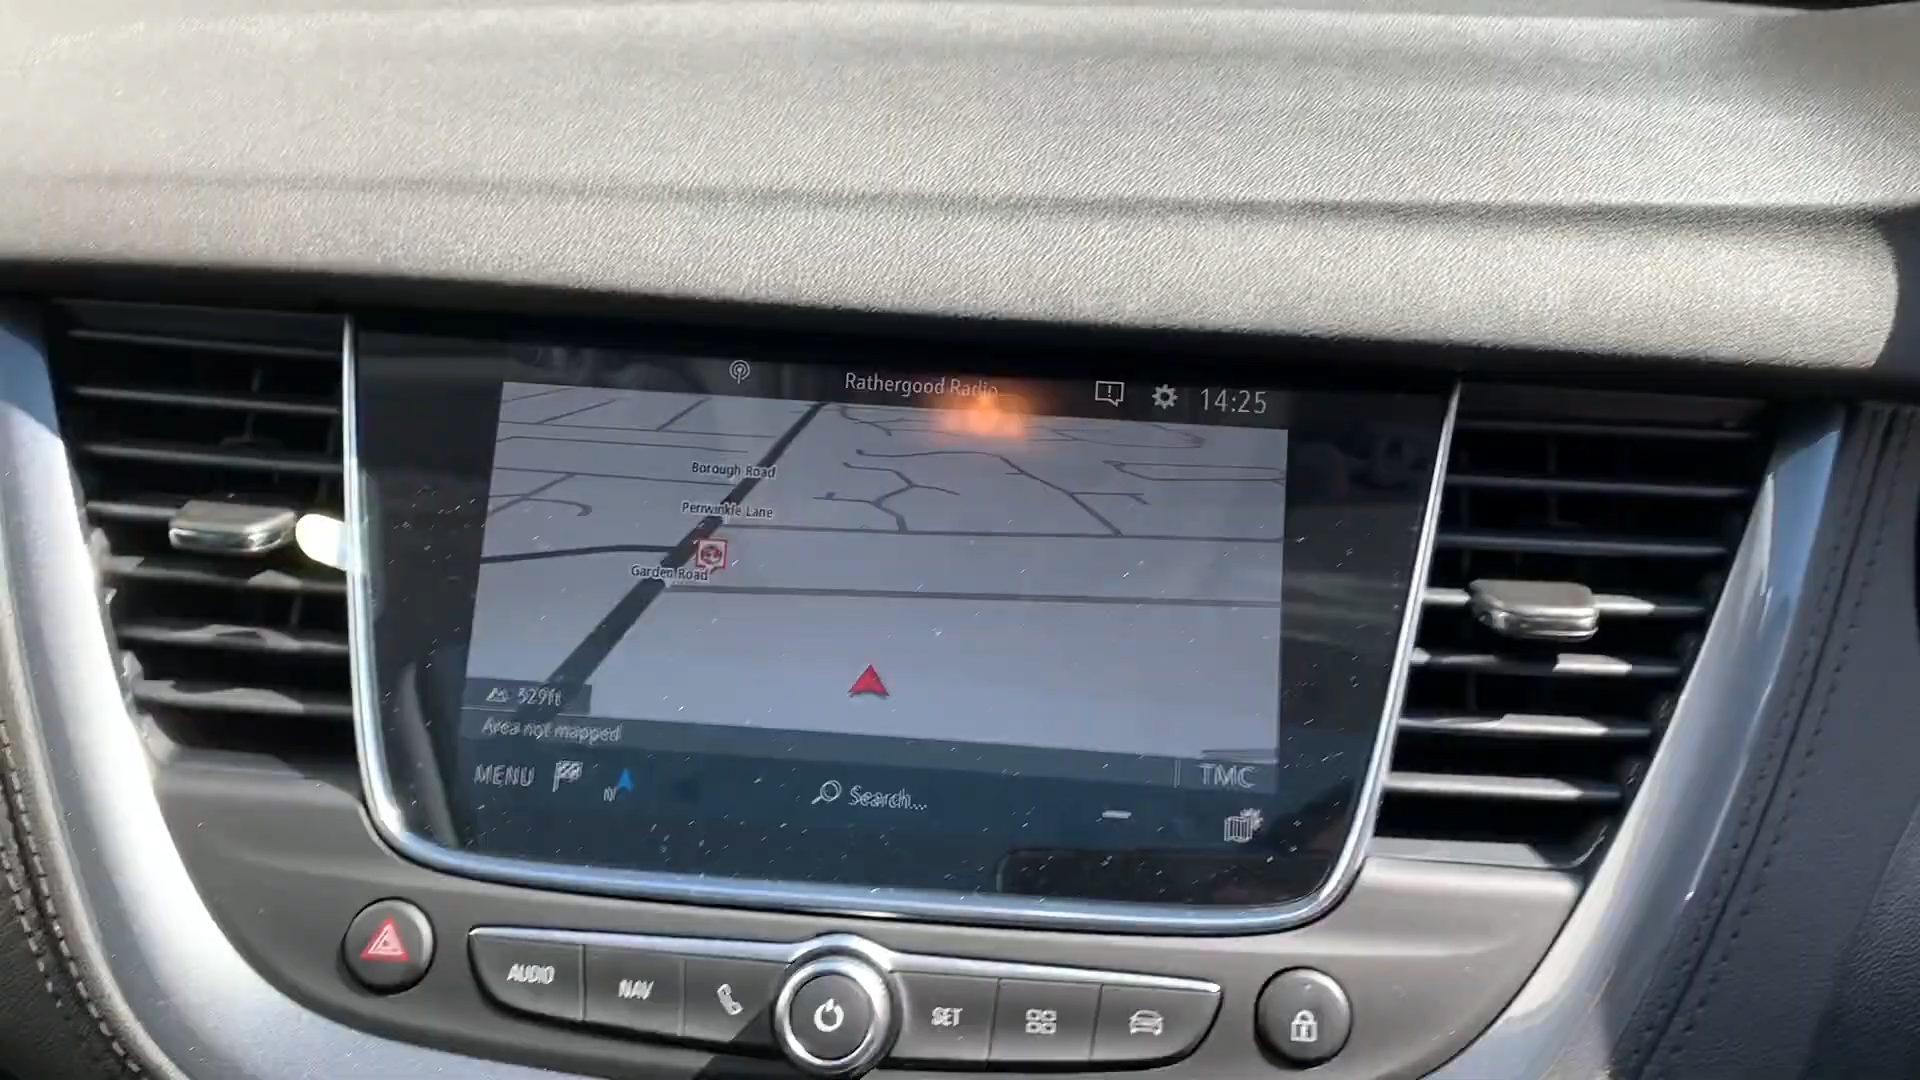 Rathergood Radio
14:25
Borough Road
Periwinkle Lane
Garden Road
529ft
Area not mapped
MENU
N
Search...
TMC
AUDIO
NAV
SET